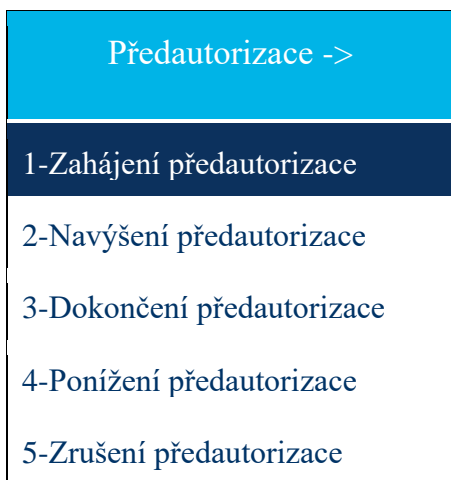 Předautorizace ->
1-Zahájení předautorizace
2-Navýšení předautorizace
3-Dokončení předautorizace
4-Ponížení předautorizace
5-Zrušení předautorizace